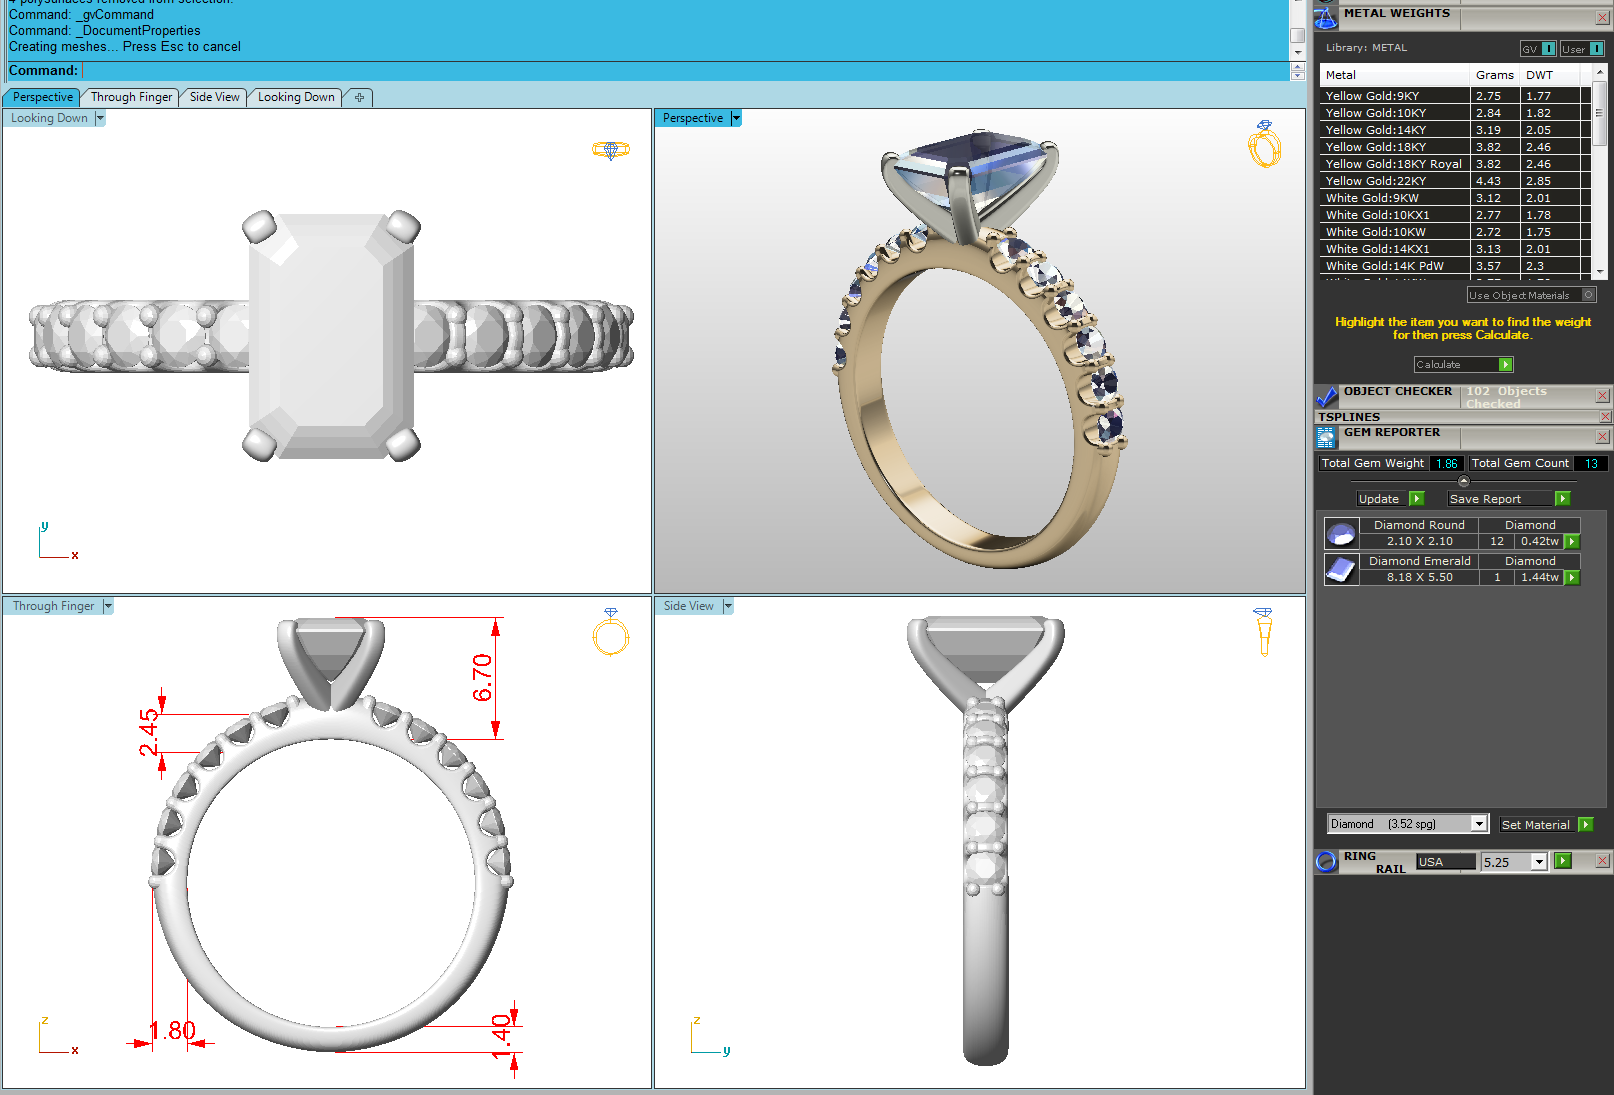 4 polysurfaces removed from selection.
Command: _gvCommand
Command: _DocumentProperties
Creating meshes... Press Esc to cancel
Command:
Perspective
Through Finger
Side View
Looking Down
Looking Down
y
x
Perspective
Through Finger
6.70
2.45
1.80
1.40
z
x
Side View
z
y
METAL WEIGHTS
Library: METAL
GV
User
Metal Grams DWT
Yellow Gold:9KY 2.75 1.77
Yellow Gold:10KY 2.84 1.82
Yellow Gold:14KY 3.19 2.05
Yellow Gold:18KY 3.82 2.46
Yellow Gold:18KY Royal 3.82 2.46
Yellow Gold:22KY 4.43 2.85
White Gold:9KW 3.12 2.01
White Gold:10KX1 2.77 1.78
White Gold:10KW 2.72 1.75
White Gold:14KX1 3.13 2.01
White Gold:14K PdW 3.57 2.3
Use Object Materials
Highlight the item you want to find the weight
for then press Calculate.
Calculate
OBJECT CHECKER
102 Objects
Checked
TSPLINES
GEM REPORTER
Total Gem Weight 1.86 Total Gem Count 13
Update
Save Report
Diamond Round Diamond
2.10 X 2.10 12 0.42tw
Diamond Emerald Diamond
8.18 X 5.50 1 1.44tw
Diamond (3.52 spg)
Set Material
RING
RAIL
USA
5.25